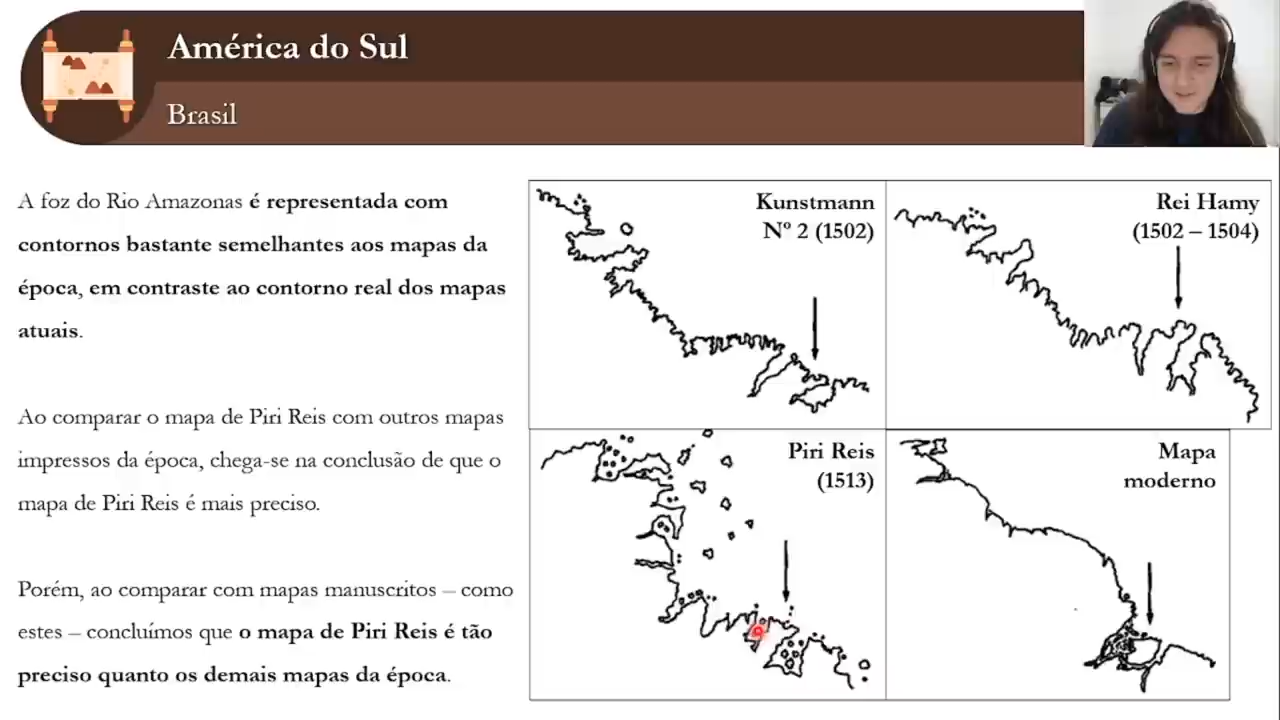 América do Sul
Brasil
A foz do Rio Amazonas é representada com
contornos bastante semelhantes aos mapas da
época, em contraste ao contorno real dos mapas
atuais.
Ao comparar o mapa de Piri Reis com outros mapas
impressos da época, chega-se na conclusão de que o
mapa de Piri Reis é mais preciso.
Porém, ao comparar com mapas manuscritos – como
estes – concluímos que o mapa de Piri Reis é tão
preciso quanto os demais mapas da época.
Kunstmann
Nº 2 (1502)
Rei Hamy
(1502 – 1504)
Piri Reis
(1513)
Mapa
moderno